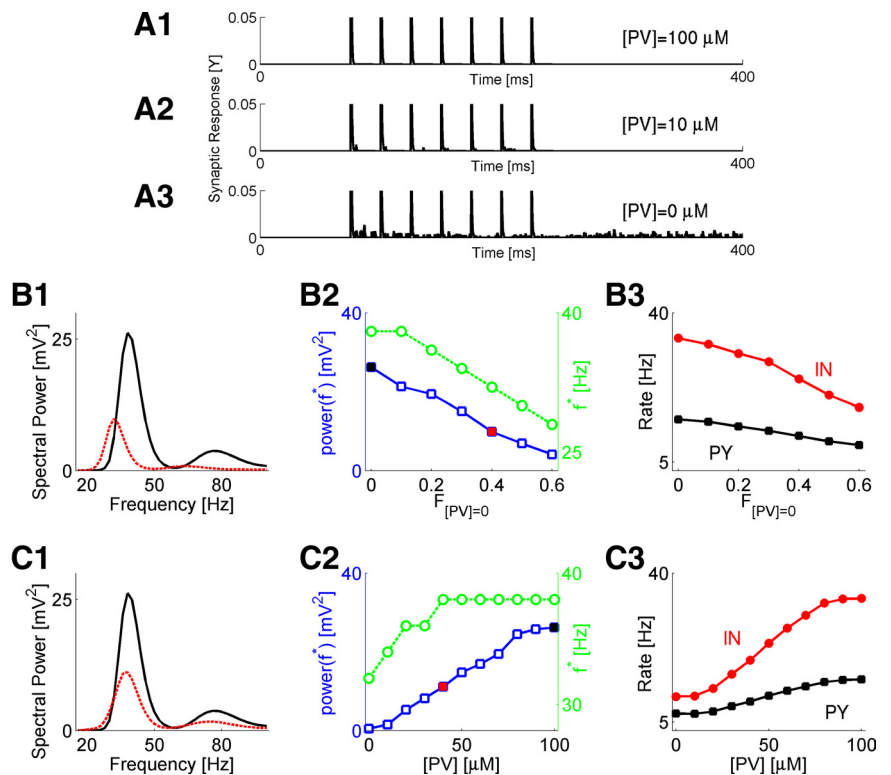 A1
0.05
[PV]=100 μM
0
0
Time [ms]
400
Synaptic Response [Y]
A2
0.05
[PV]=10 μM
0
0
Time [ms]
400
A3
0.05
[PV]=0 μM
0
0
Time [ms]
400
B1
25
0
Spectral Power [mV²]
20
50
80
Frequency [Hz]
B2
40
0
power(f*) [mV²]
40
25
f* [Hz]
0
0.2
0.4
0.6
F[PV]=0
B3
40
5
Rate [Hz]
IN
PY
0
0.2
0.4
0.6
F[PV]=0
C1
25
0
Spectral Power [mV²]
20
50
80
Frequency [Hz]
C2
40
0
power(f*) [mV²]
40
30
f* [Hz]
0
50
100
[PV] [μM]
C3
40
5
Rate [Hz]
IN
PY
0
50
100
[PV] [μM]